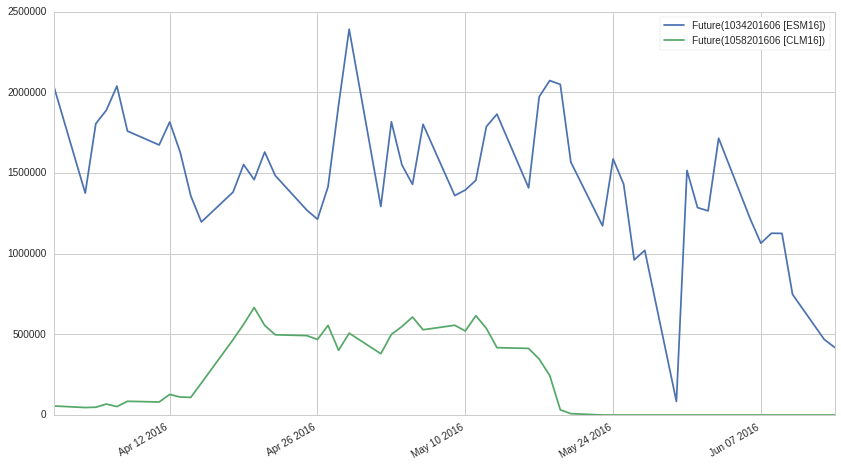 2500000
2000000
1500000
1000000
500000
0
Future(1034201606 [ESM16])
Future(1058201606 [CLM16])
Apr 12 2016
Apr 26 2016
May 10 2016
May 24 2016
Jun 07 2016